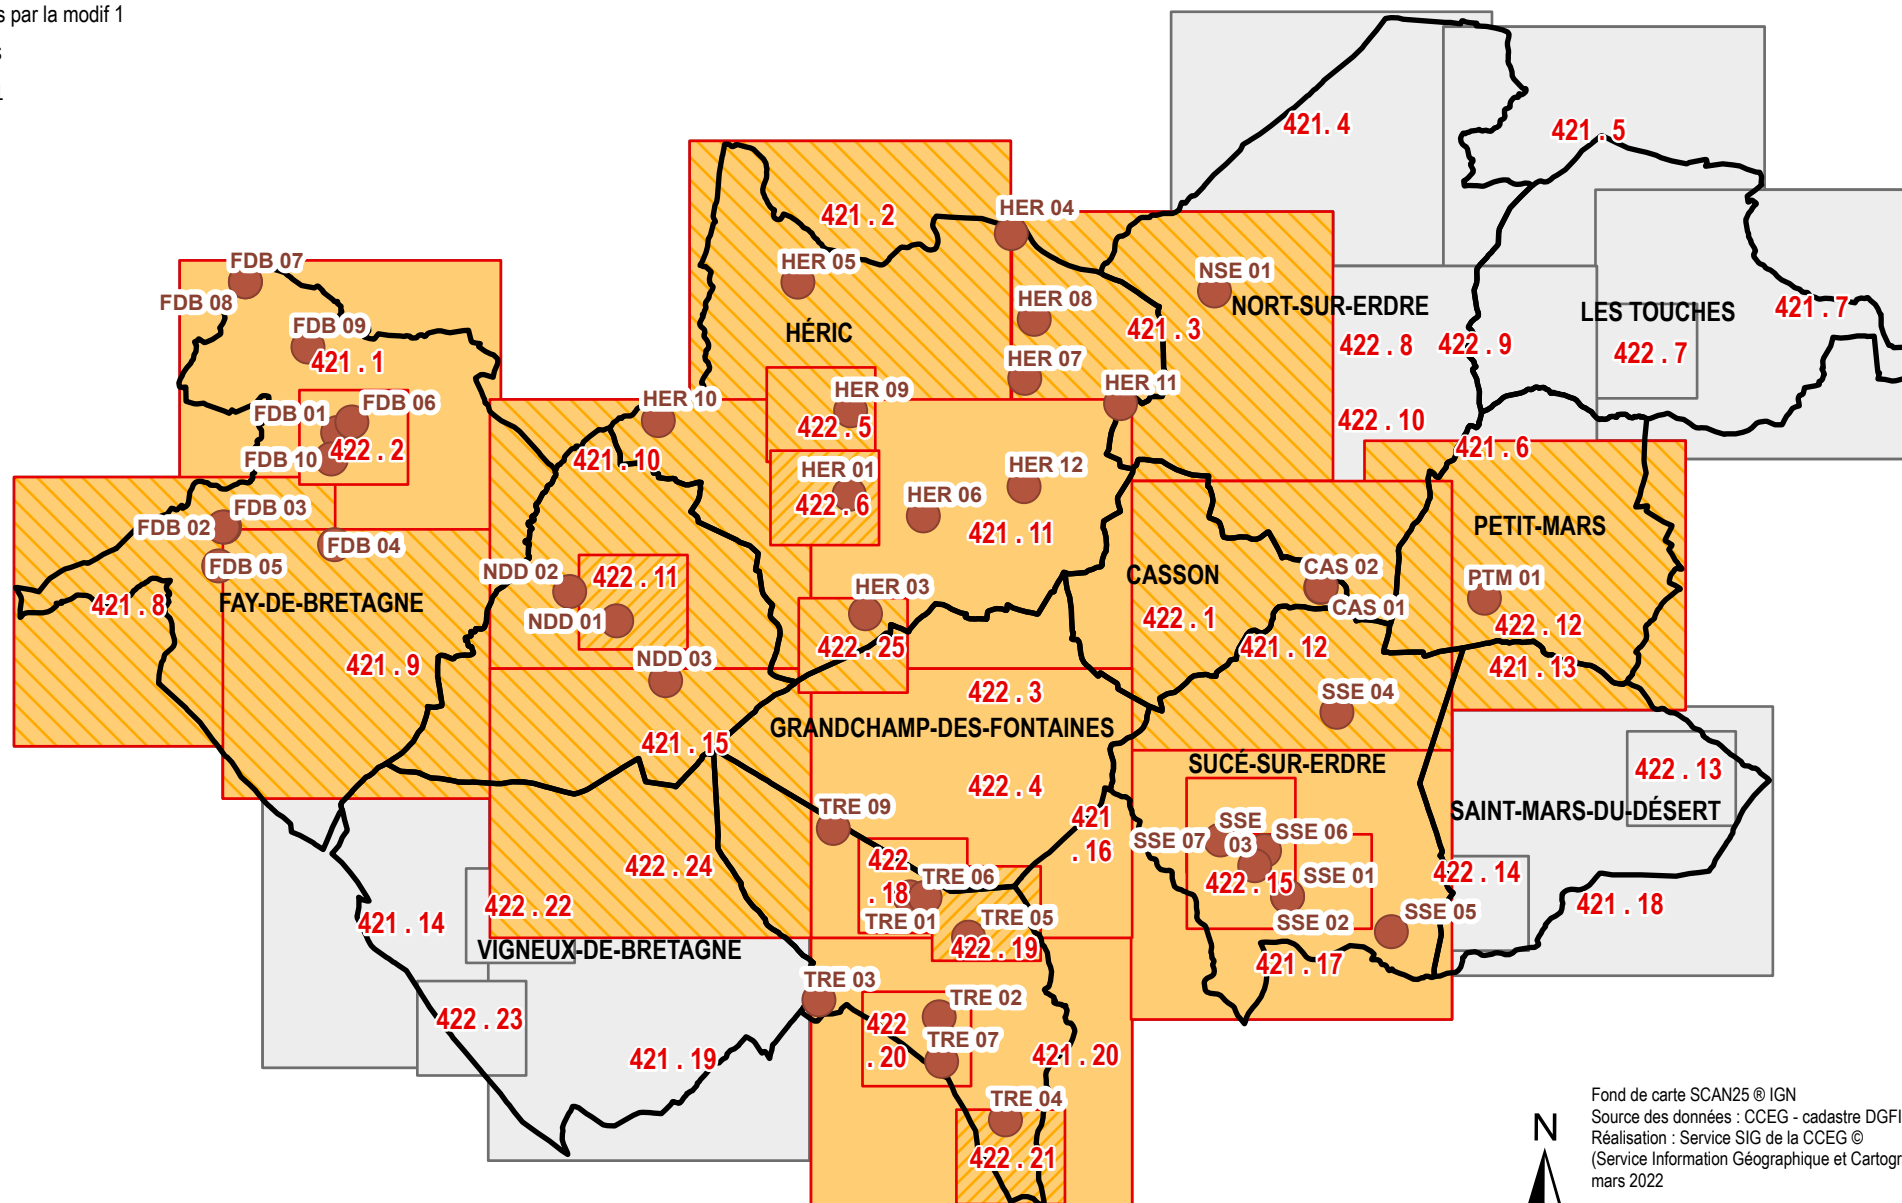 s par la modif 1
421. 4
421 . 5
421 . 2
HER 04
FDB 07
HER 05
NSE 01
FDB 08
HER 08
NORT-SUR-ERDRE
LES TOUCHES
421 . 7
FDB 09
HÉRIC
421 . 3
421 . 1
422 . 8
422 . 9
422 . 7
HER 07
HER 11
HER 09
HER 10
FDB 06
FDB 01
422 . 5
422 . 10
422 . 2
421 . 6
FDB 10
421 . 10
HER 01
HER 12
422 . 6
HER 06
FDB 03
FDB 02
421 . 11
PETIT-MARS
FDB 04
FDB 05
NDD 02
422 . 11
CASSON
CAS 02
PTM 01
HER 03
421 . 8
FAY-DE-BRETAGNE
CAS 01
NDD 01
422 . 1
422 . 12
422 . 25
421 . 12
NDD 03
421 . 9
421 . 13
422 . 3
SSE 04
GRANDCHAMP-DES-FONTAINES
421 . 15
SUCÉ-SUR-ERDRE
422 . 13
422 . 4
TRE 09
SAINT-MARS-DU-DÉSERT
421
. 16
SSE
03
SSE 06
SSE 07
422 . 24
422
. 18
TRE 06
422 . 15
SSE 01
422 . 14
422 . 22
421 . 18
421 . 14
TRE 01
TRE 05
SSE 02
SSE 05
VIGNEUX-DE-BRETAGNE
422 . 19
421 . 17
TRE 03
TRE 02
422 . 23
422
. 20
TRE 07
421 . 19
421 . 20
TRE 04
422 . 21
N
Fond de carte SCAN25 ® IGN
Source des données : CCEG - cadastre DGFI
Réalisation : Service SIG de la CCEG ©
(Service Information Géographique et Cartogr
mars 2022